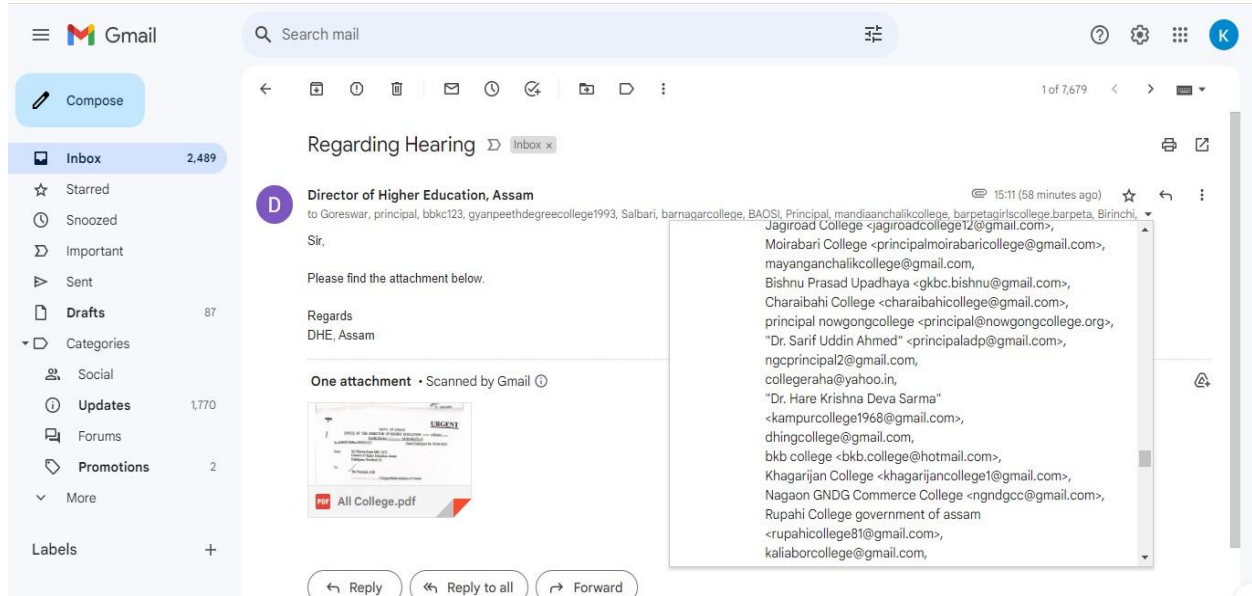 Gmail
Search mail
K
Compose
1 of 7,679
Inbox 2,489
Starred
Snoozed
Important
Sent
Drafts 87
Categories
Social
Updates 1,770
Forums
Promotions 2
More
Labels +
Regarding Hearing Inbox x
D
Director of Higher Education, Assam
15:11 (58 minutes ago)
to Goreswar, principal, bbkc123, gyanpeethdegreecollege1993, Salbari, barnagarcollege, BAOSI, Principal, mandiaanchalikcollege, barpetagirlscollege.barpeta, Birinchi,
Sir,
Please find the attachment below.
Regards
DHE, Assam
Jagiroad College <jagiroadcollege12@gmail.com>,
Moirabari College <principalmoirabaricollege@gmail.com>,
mayanganchalikcollege@gmail.com,
Bishnu Prasad Upadhaya <gkbc.bishnu@gmail.com>,
Charaibahi College <charaibahicollege@gmail.com>,
principal nowgongcollege <principal@nowgongcollege.org>,
"Dr. Sarif Uddin Ahmed" <principaladp@gmail.com>,
ngcprincipal2@gmail.com,
collegeraha@yahoo.in,
"Dr. Hare Krishna Deva Sarma"
<kampurcollege1968@gmail.com>,
dhingcollege@gmail.com,
bkb college <bkb.college@hotmail.com>,
Khagarijan College <khagarijancollege1@gmail.com>,
Nagaon GNDG Commerce College <ngndgcc@gmail.com>,
Rupahi College government of assam
<rupahicollege81@gmail.com>,
kaliaborcollege@gmail.com,
One attachment • Scanned by Gmail
URGENT
PDF All College.pdf
Reply
Reply to all
Forward